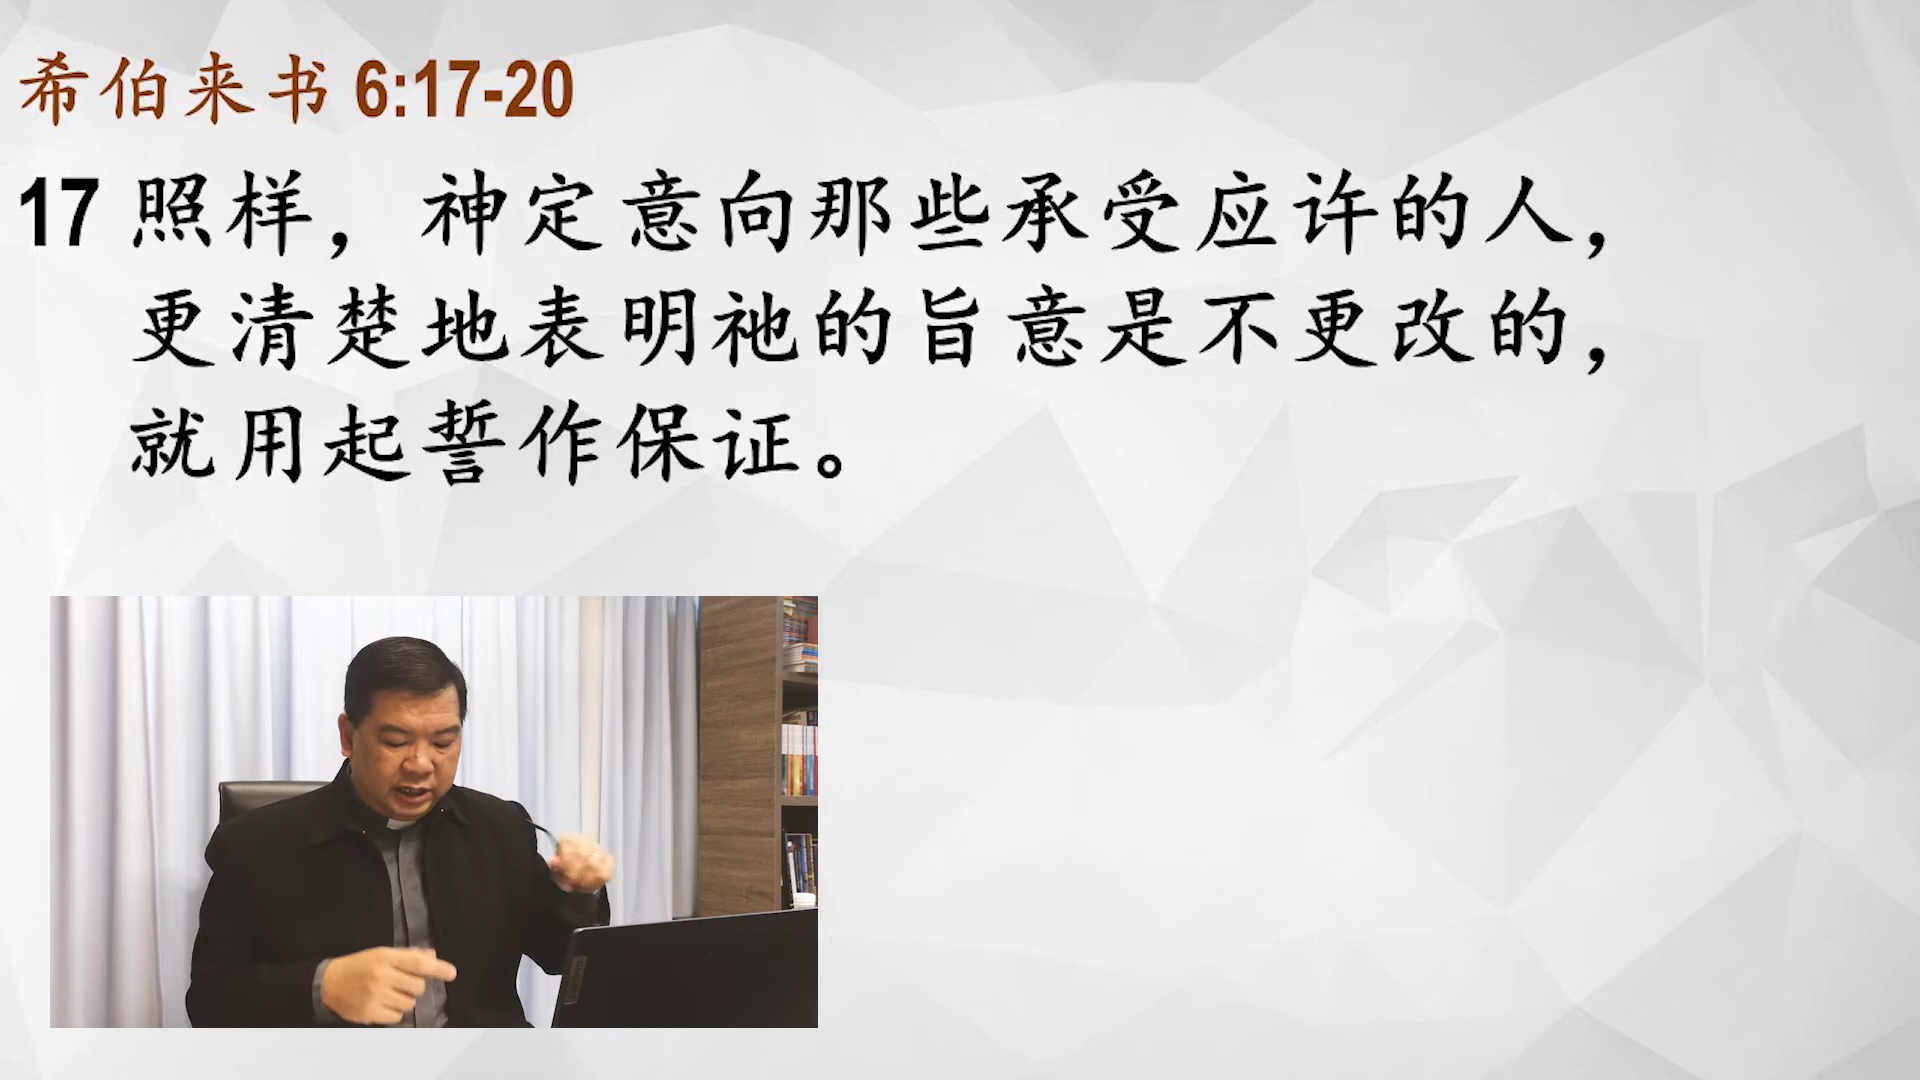 希伯来书 6:17-20
17 照样，神定意向那些承受应许的人，
更清楚地表明祂的旨意是不更改的，
就用起誓作保证。